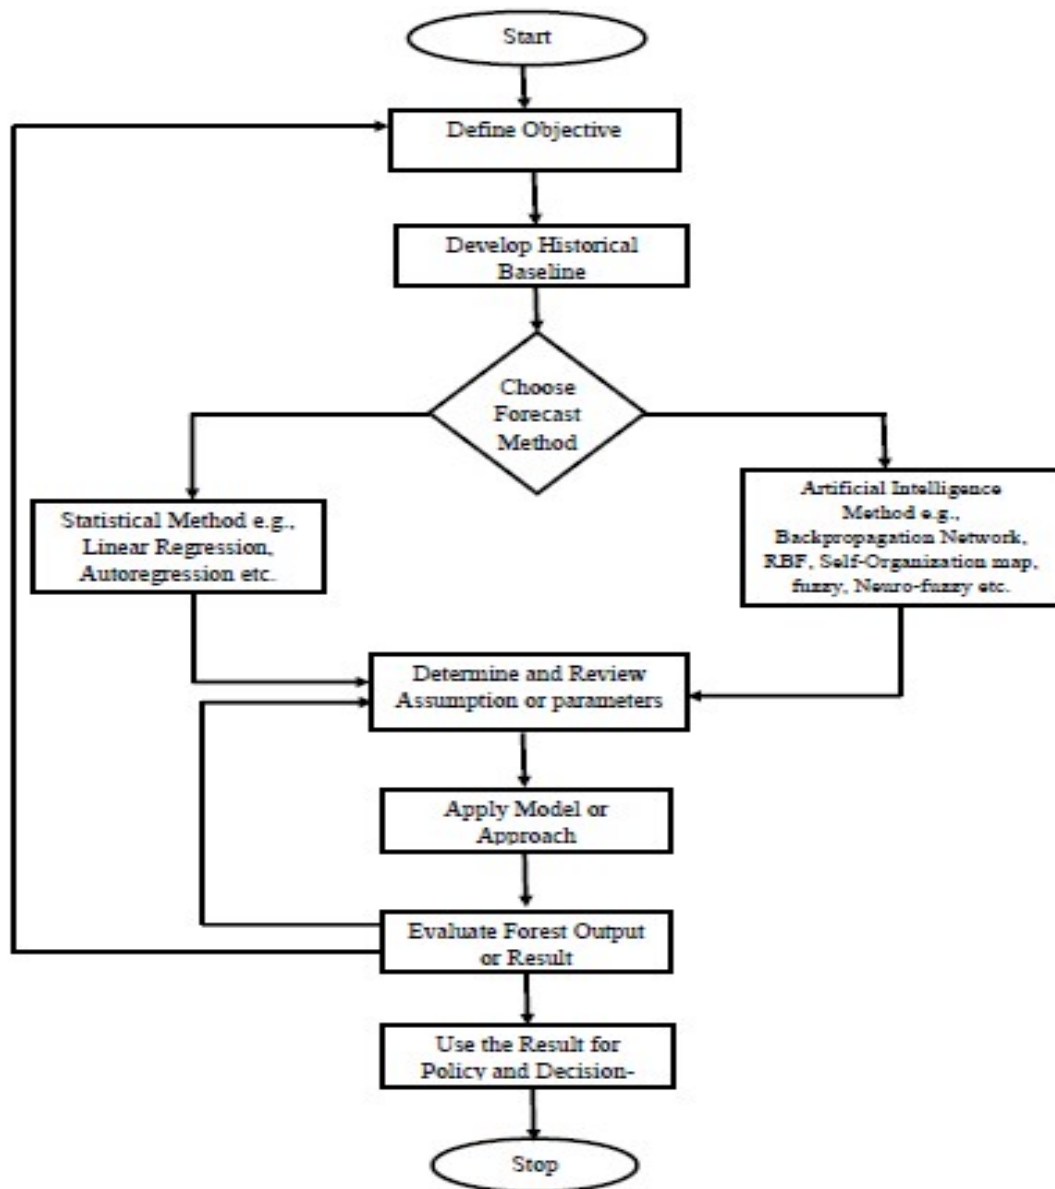 Start
Define Objective
Develop Historical
Baseline
Choose
Forecast
Method
Statistical Method e.g.,
Linear Regression,
Autoregression etc.
Artificial Intelligence
Method e.g.,
Backpropagation Network,
RBF, Self-Organization map,
fuzzy, Neuro-fuzzy etc.
Determine and Review
Assumption or parameters
Apply Model or
Approach
Evaluate Forest Output
or Result
Use the Result for
Policy and Decision-
Stop